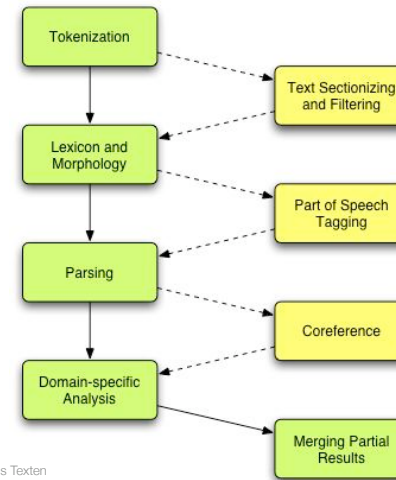 Tokenization
Text Sectionizing
and Filtering
Lexicon and
Morphology
Part of Speech
Tagging
Parsing
Coreference
Domain-specific
Analysis
Merging Partial
Results
s Texten